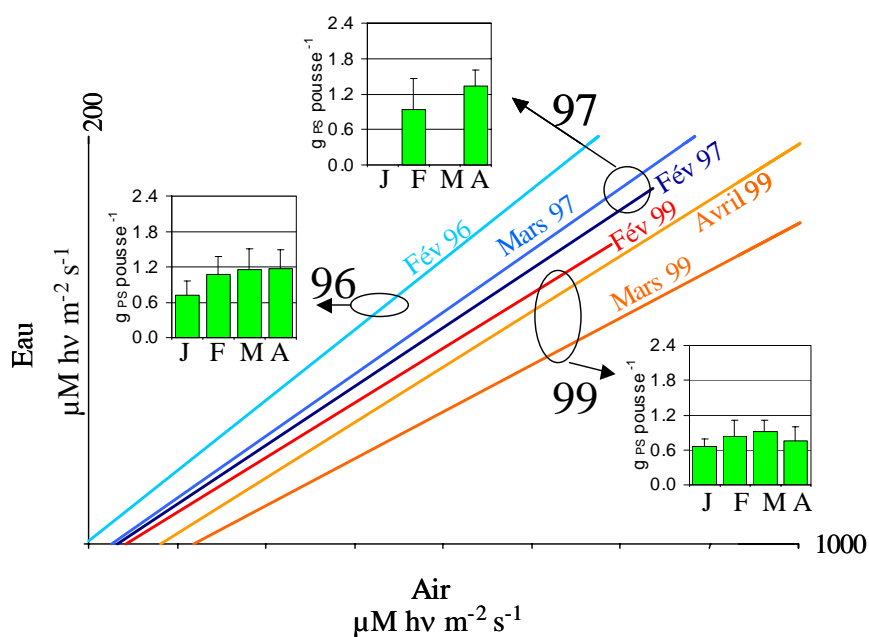 2.4
1.8
1.2
0.6
0.0
g PS pousse⁻¹
J F M A
97
200
Fév 96
Mars 97
Fév 97
Fév 99
Avril 99
Mars 99
2.4
1.8
1.2
0.6
0.0
g PS pousse⁻¹
J F M A
96
Eau
µM hν m⁻² s⁻¹
99
2.4
1.8
1.2
0.6
0.0
g PS pousse⁻¹
J F M A
1000
Air
µM hν m⁻² s⁻¹